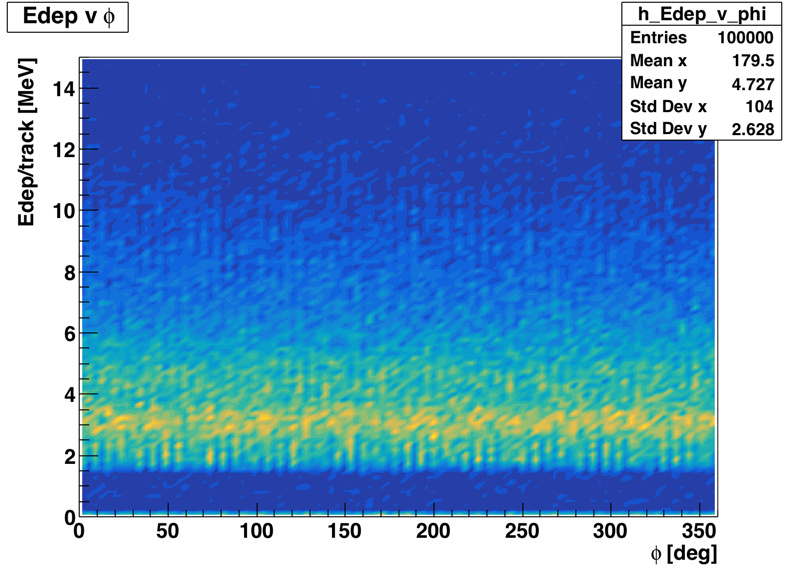 Edep v ϕ
h_Edep_v_phi
Entries 100000
Mean x 179.5
Mean y 4.727
Std Dev x 104
Std Dev y 2.628
Edep/track [MeV]
14
12
10
8
6
4
2
0
0 50 100 150 200 250 300 350
ϕ [deg]